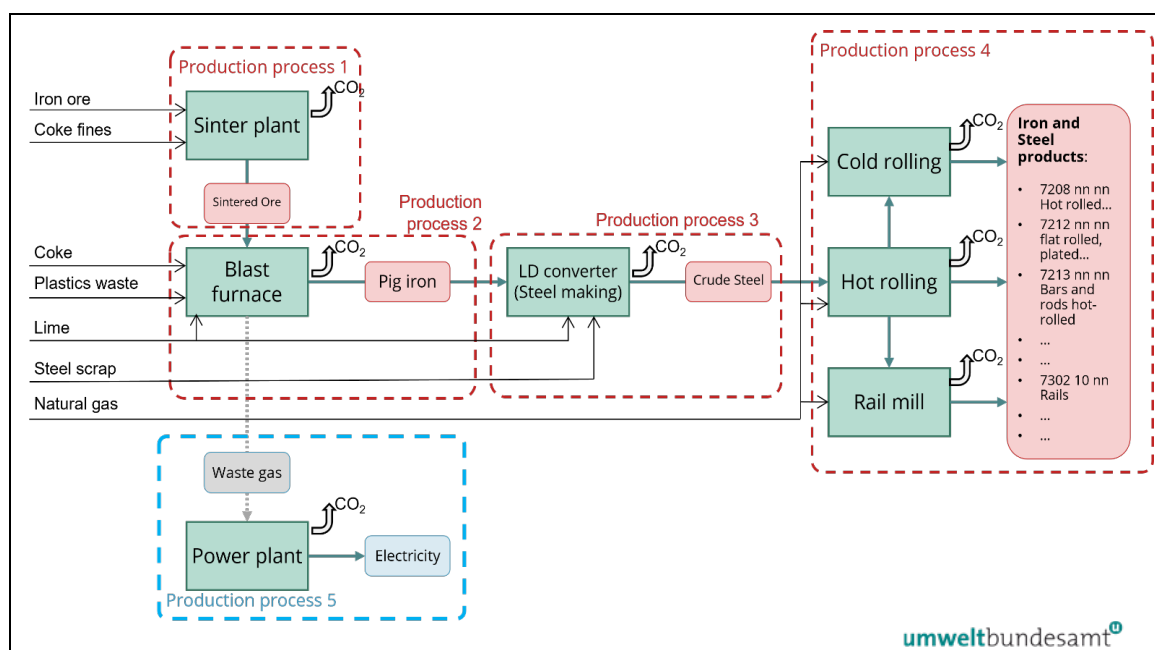 Production process 1
Iron ore
Coke fines
Sinter plant
CO2
Sintered Ore
Production
process 2
Coke
Plastics waste
Lime
Steel scrap
Natural gas
Blast
furnace
CO2
Pig iron
Production process 3
LD converter
(Steel making)
CO2
Crude Steel
Production process 4
Cold rolling
CO2
Hot rolling
CO2
Rail mill
CO2
Iron and
Steel
products:
• 7208 nn nn
Hot rolled...
• 7212 nn nn
flat rolled,
plated...
• 7213 nn nn
Bars and
rods hot-
rolled
• ...
• ...
• 7302 10 nn
Rails
• ...
• ...
Waste gas
Power plant
CO2
Electricity
Production process 5
umweltbundesamt u